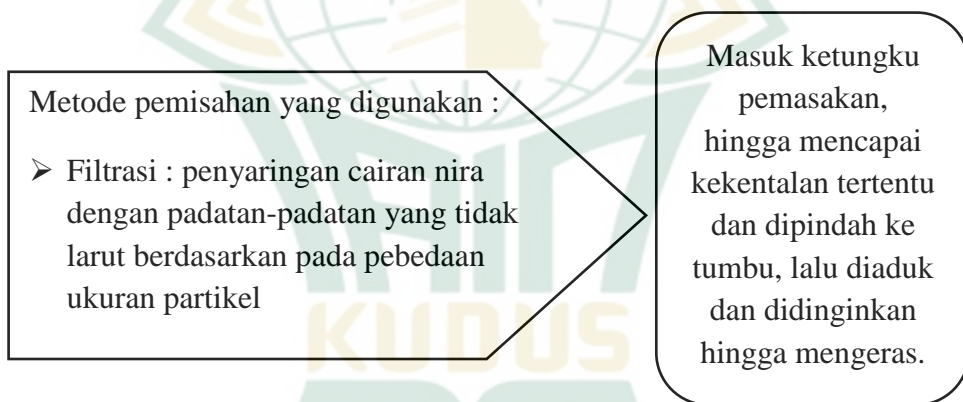 Metode pemisahan yang digunakan :
➢ Filtrasi : penyaringan cairan nira
dengan padatan-padatan yang tidak
larut berdasarkan pada pebedaan
ukuran partikel
Masuk ketungku
pemasakan,
hingga mencapai
kekentalan tertentu
dan dipindah ke
tumbu, lalu diaduk
dan didinginkan
hingga mengeras.
KUDUS